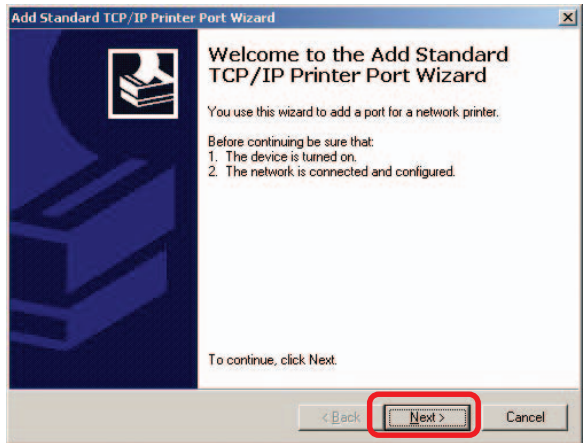 Add Standard TCP/IP Printer Port Wizard
Welcome to the Add Standard
TCP/IP Printer Port Wizard
You use this wizard to add a port for a network printer.
Before continuing be sure that:
1. The device is turned on.
2. The network is connected and configured.
To continue, click Next.
< Back
Next >
Cancel